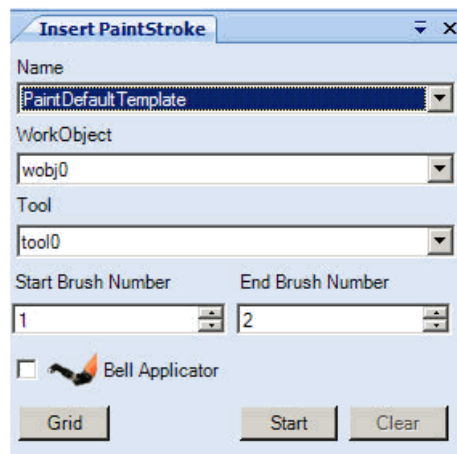 Insert PaintStroke
Name
PaintDefaultTemplate
WorkObject
wobj0
Tool
tool0
Start Brush Number End Brush Number
1 2
Bell Applicator
Grid Start Clear